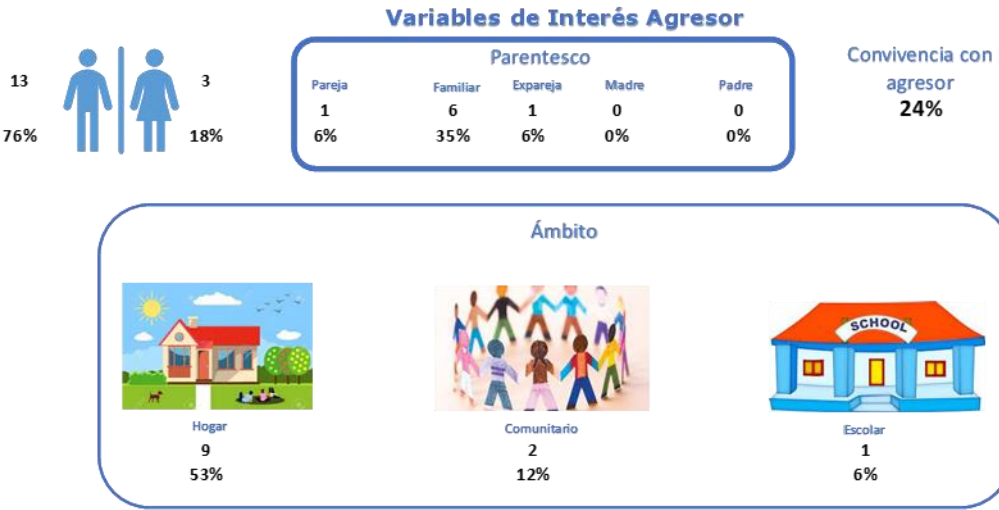 Variables de Interés Agresor
13
76%
3
18%
Parentesco
Pareja Familiar Expareja Madre Padre
1 6 1 0 0
6% 35% 6% 0% 0%
Convivencia con
agresor
24%
Ámbito
SCHOOL
Hogar Comunitario Escolar
9 2 1
53% 12% 6%